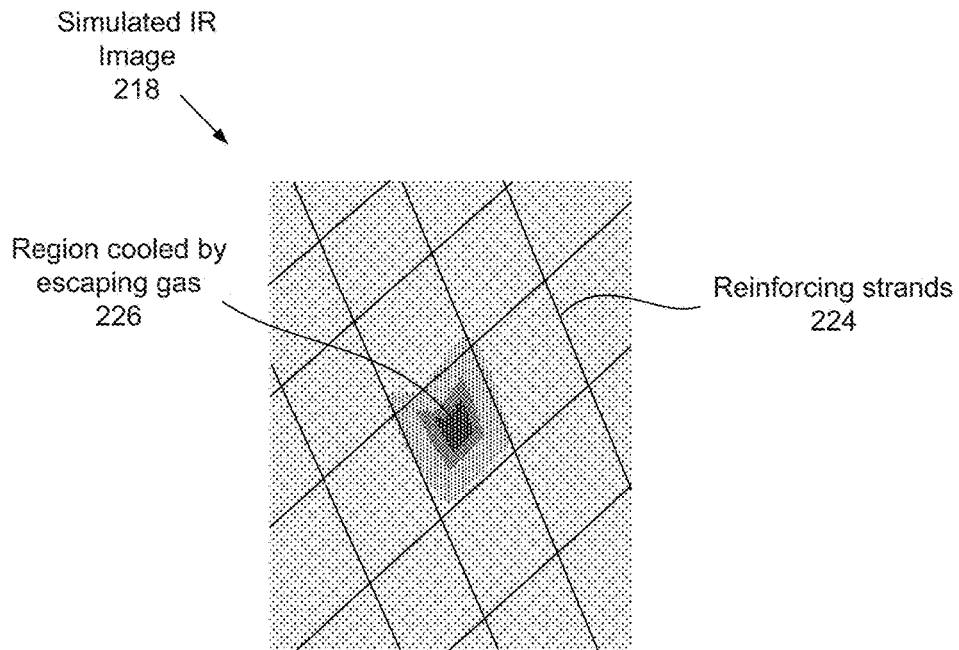 Simulated IR
Image
218
Region cooled by
escaping gas
226
Reinforcing strands
224